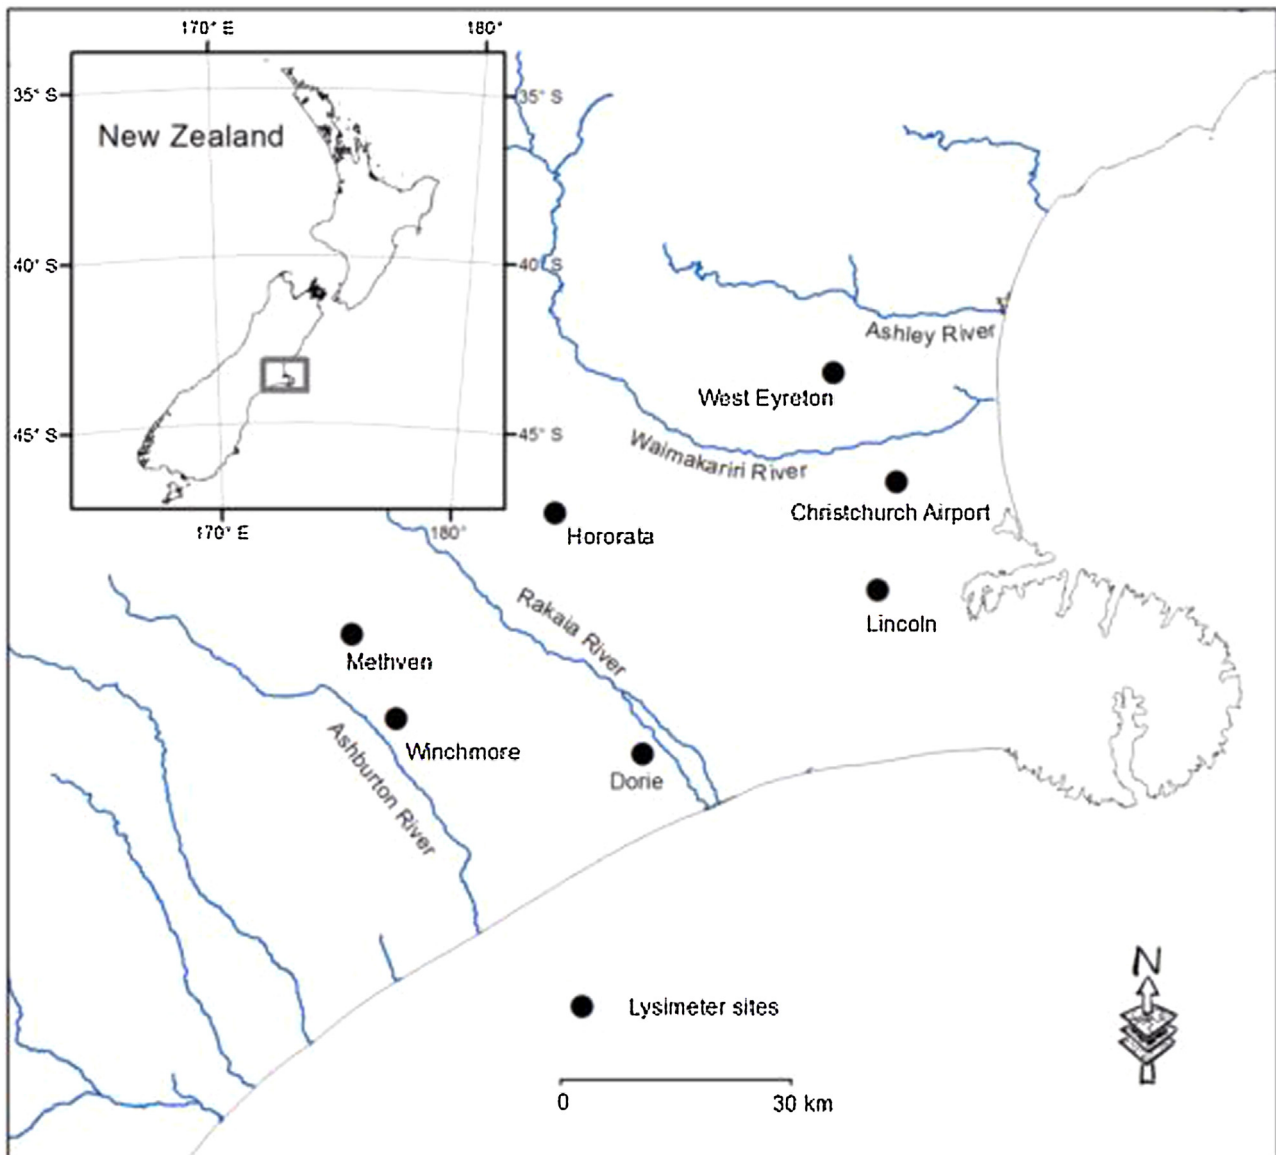 170° E
180°
35° S
35° S
New Zealand
Ashley River
40° S
40° S
West Eyreton
45° S
45° S
Waimakariri River
Christchurch Airport
170° E
180°
Hororata
Rakaia River
Lincoln
Methven
Winchmore
Ashburton River
Dorie
N
Lysimeter sites
0
30 km